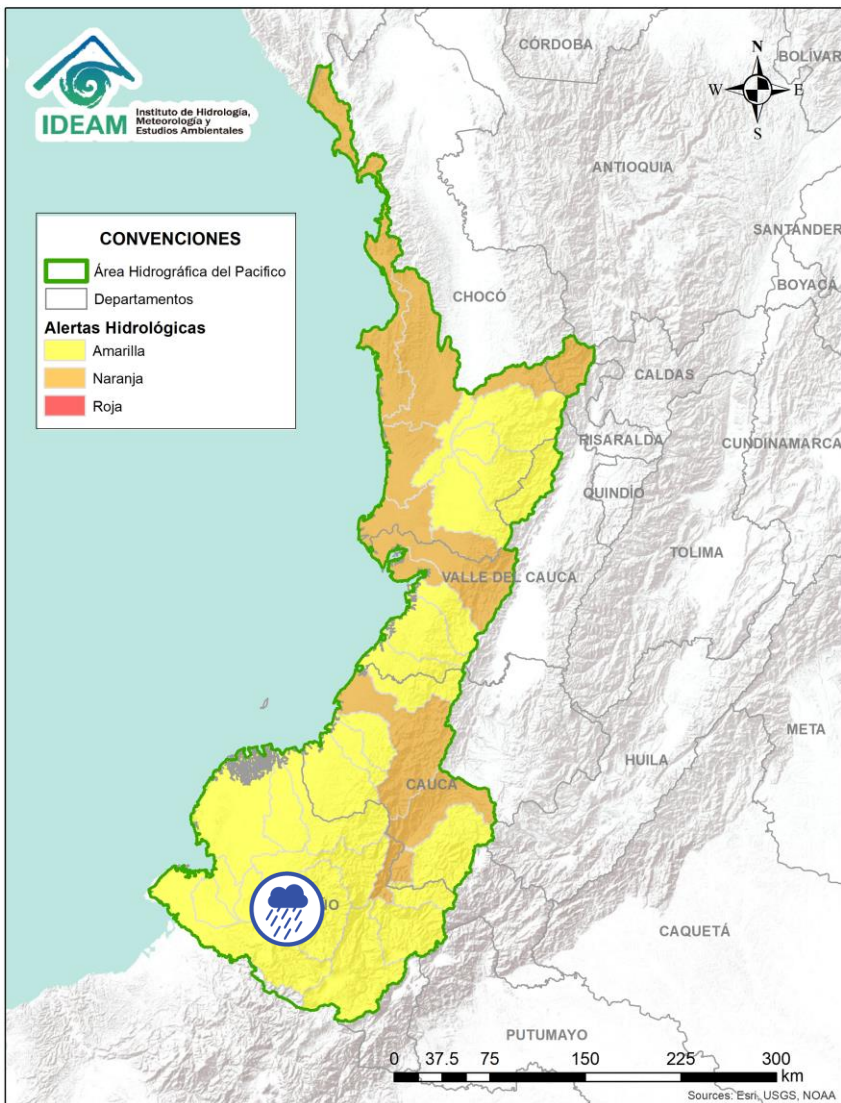 IDEAM
Instituto de Hidrología,
Meteorología y
Estudios Ambientales
CÓRDOBA
BOLÍVAR
N
W
E
S
ANTIOQUIA
SANTANDER
BOYACÁ
CONVENCIONES
Área Hidrográfica del Pacifico
Departamentos
Alertas Hidrológicas
Amarilla
Naranja
Roja
CHOCÓ
CALDAS
RISARALDA
CUNDINAMARCA
QUINDÍO
TOLIMA
VALLE DEL CAUCA
META
HUILA
CAUCA
CAQUETÁ
PUTUMAYO
0 37.5 75 150 225 300
km
Sources: Esri, USGS, NOAA